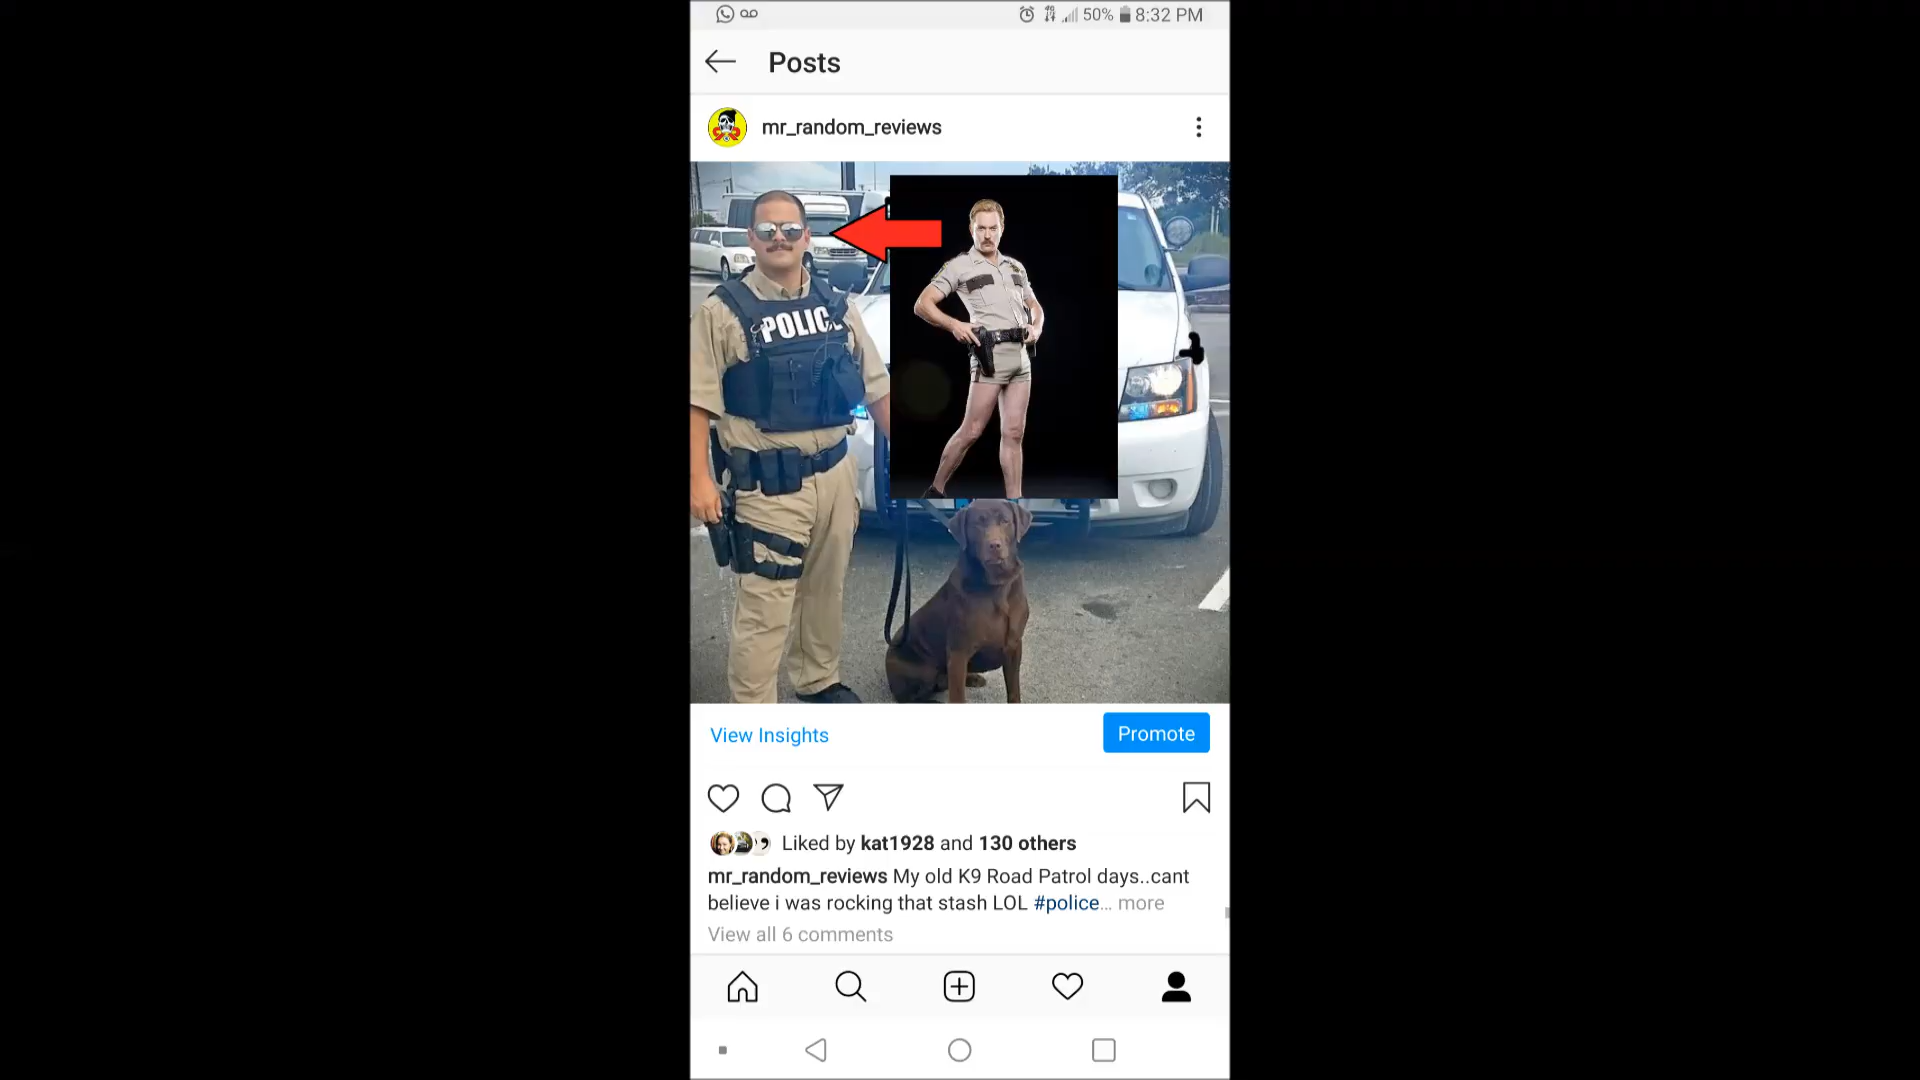 50% 8:32 PM
Posts
mr_random_reviews
POLICE
View Insights
Promote
Liked by kat1928 and 130 others
mr_random_reviews My old K9 Road Patrol days..cant
believe i was rocking that stash LOL #police... more
View all 6 comments